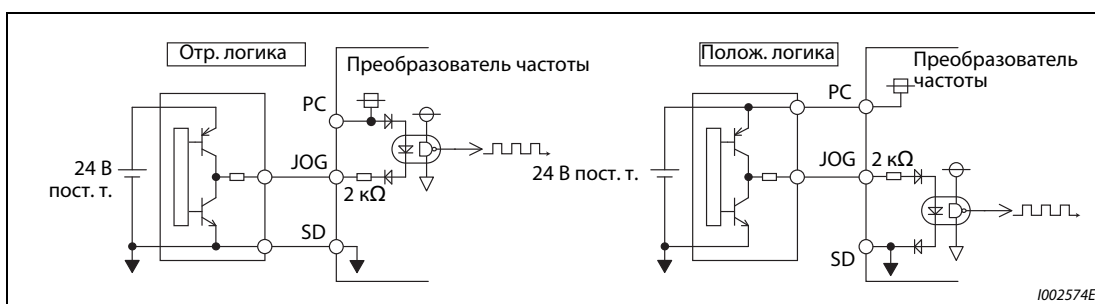 Отр. логика
Преобразователь частоты
PC
24 В
пост. т.
JOG
2 кΩ
SD
Полож. логика
Преобразователь
частоты
PC
24 В пост. т.
JOG
2 кΩ
SD
I002574E